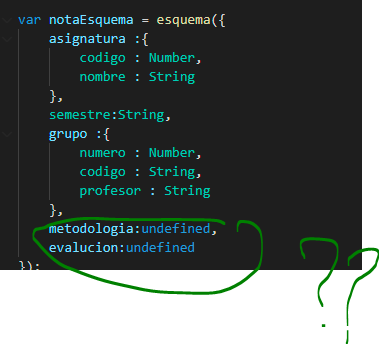 var notaEsquema = esquema({
asignatura :{
codigo : Number,
nombre : String
},
semestre:String,
grupo :{
numero : Number,
codigo : String,
profesor : String
},
metodologia:undefined,
evalucion:undefined
});
??